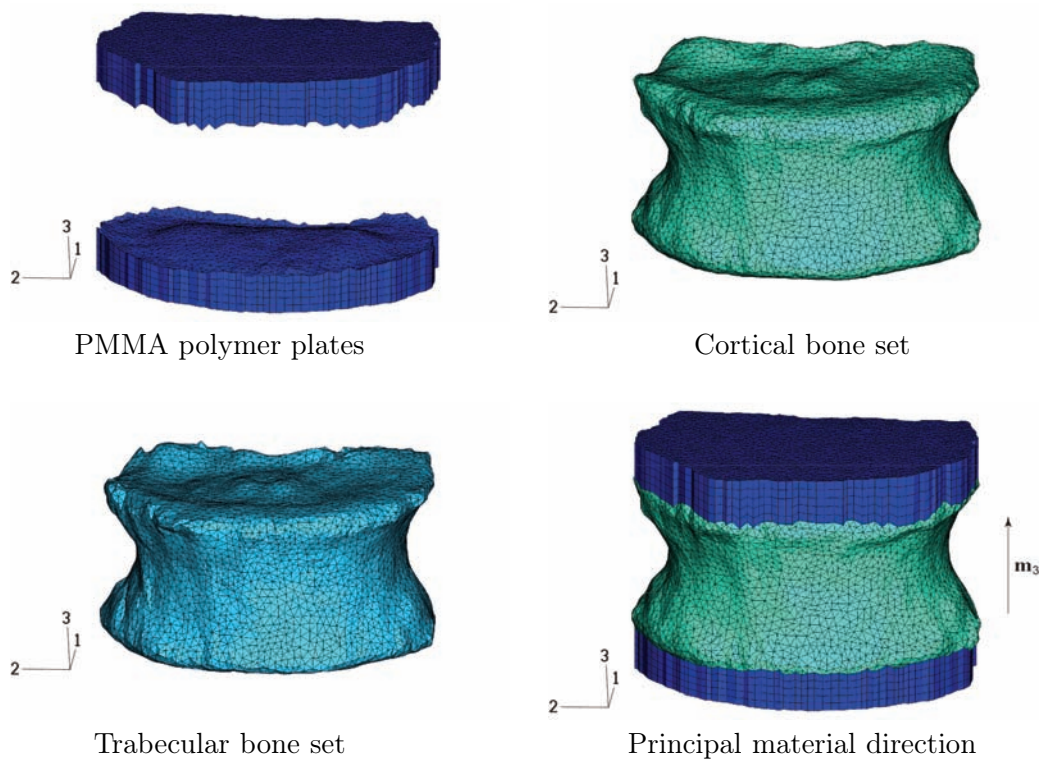 3
1
2
PMMA polymer plates
3
1
2
Cortical bone set
3
1
2
Trabecular bone set
m₃
3
1
2
Principal material direction